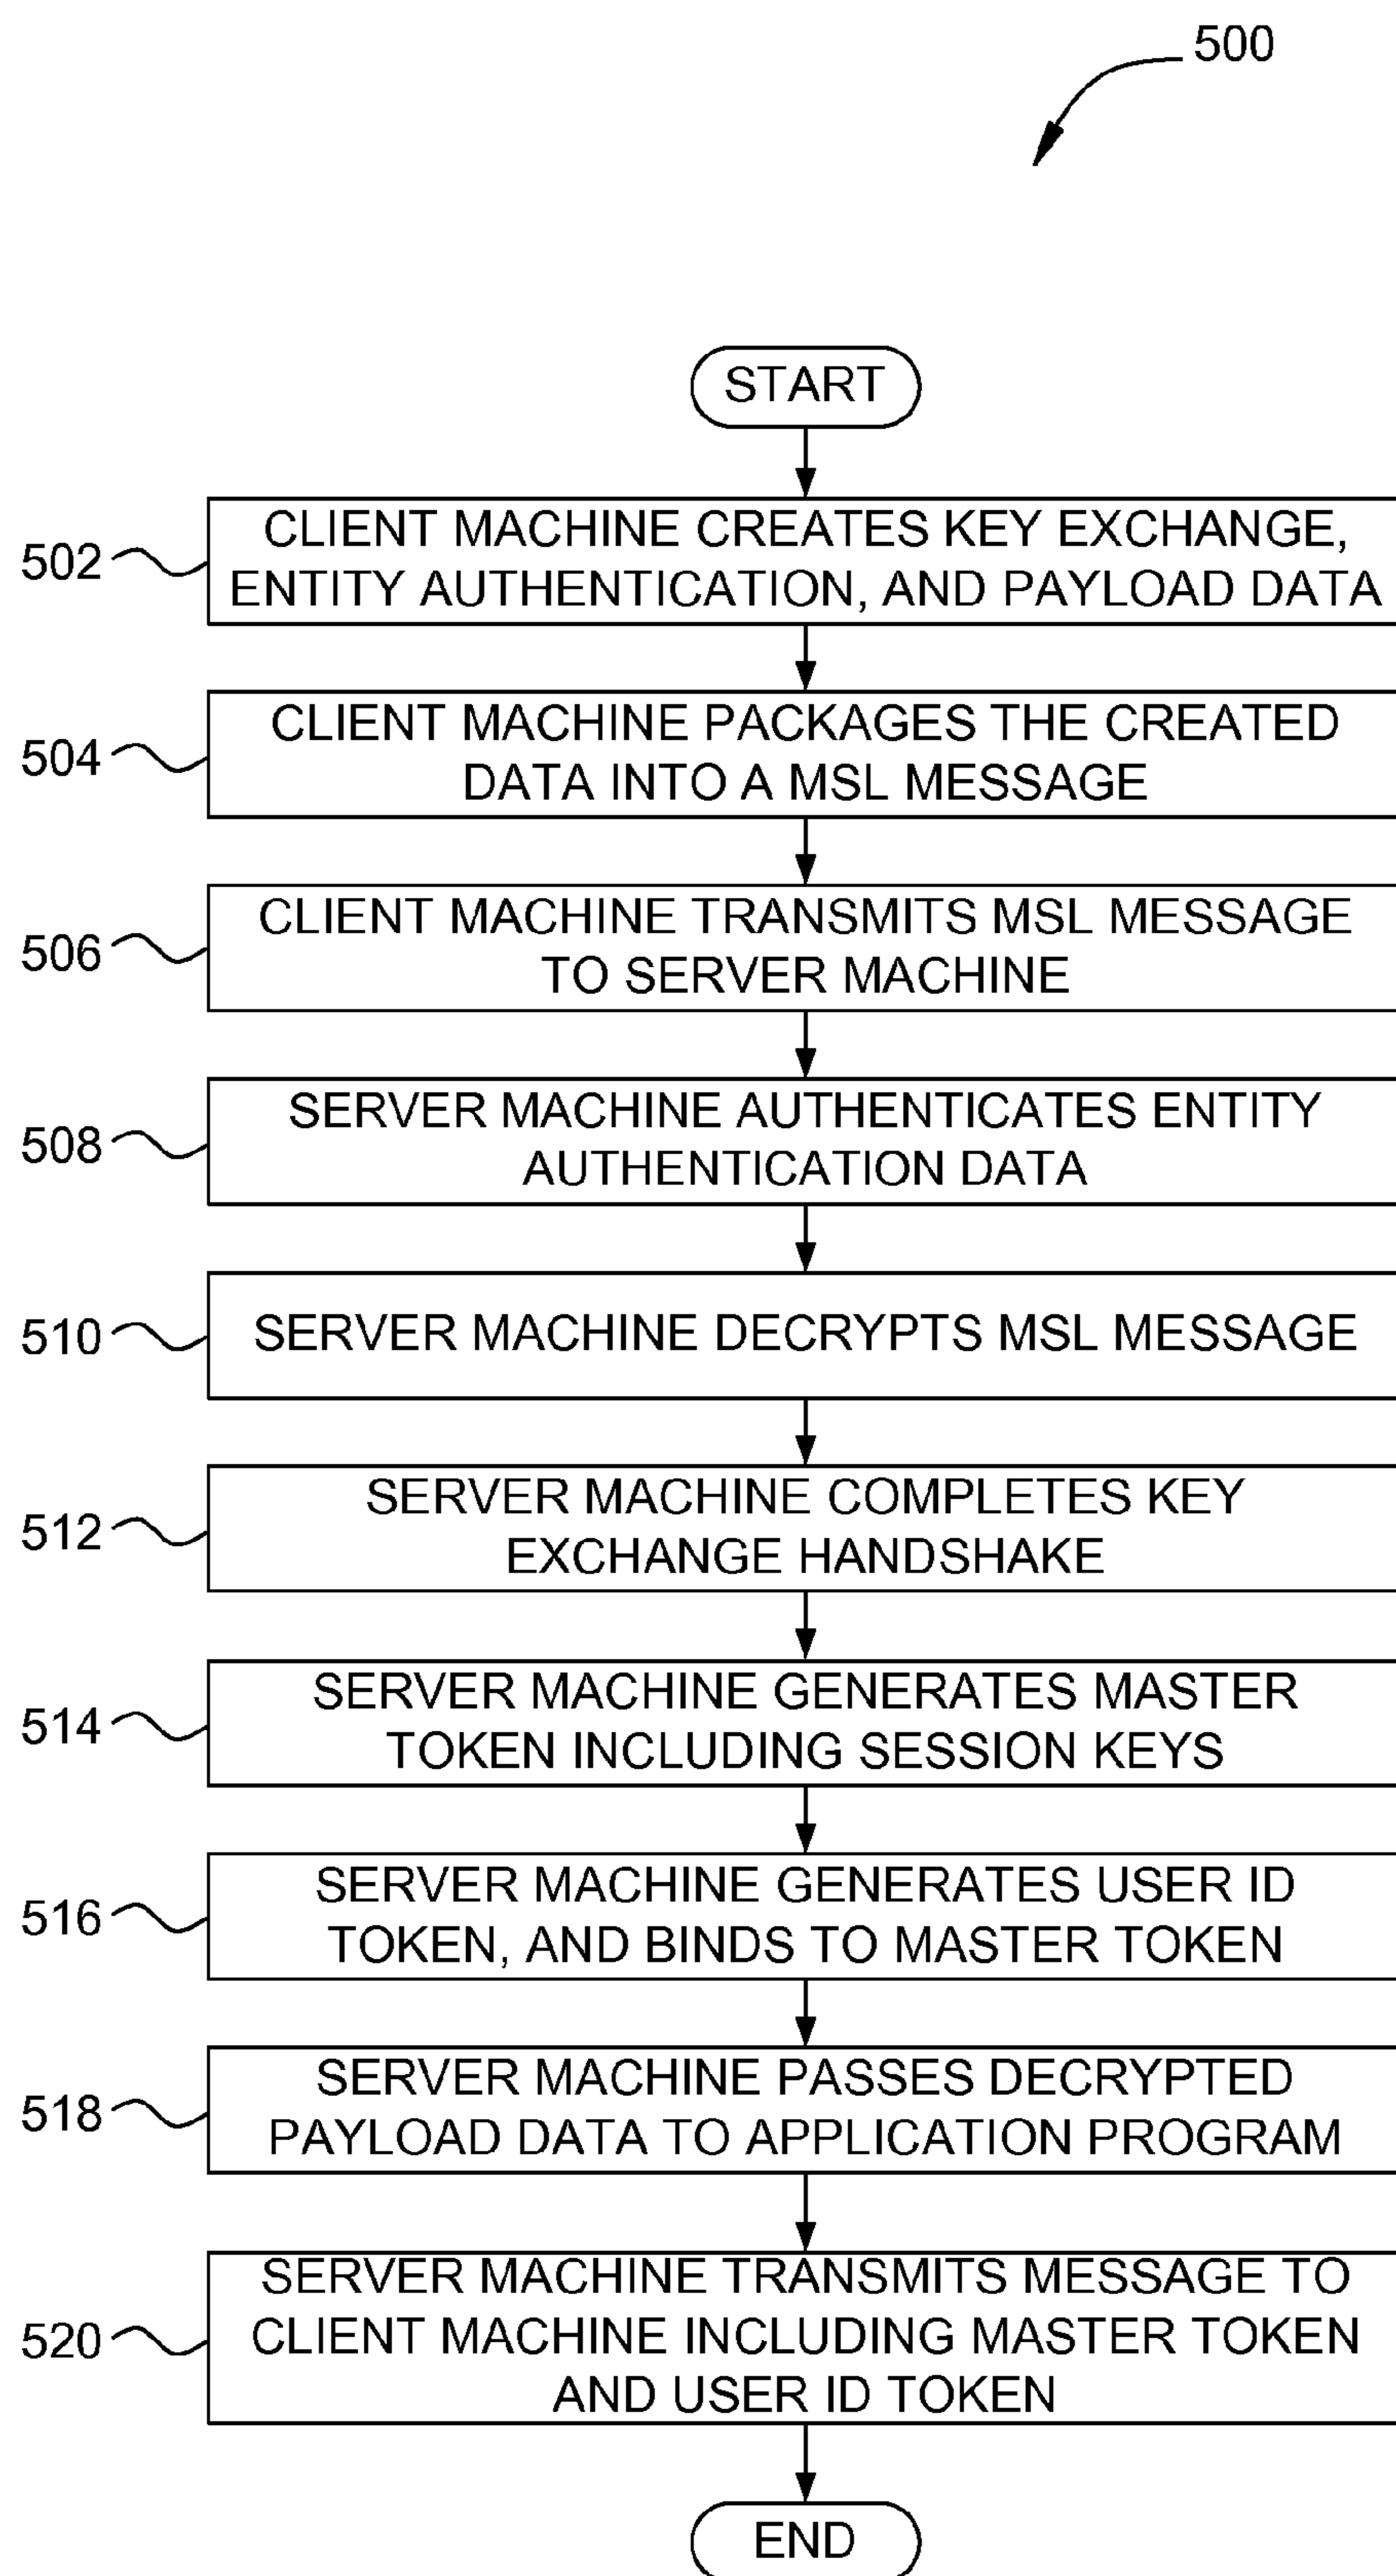 500
START
502
CLIENT MACHINE CREATES KEY EXCHANGE,
ENTITY AUTHENTICATION, AND PAYLOAD DATA
504
CLIENT MACHINE PACKAGES THE CREATED
DATA INTO A MSL MESSAGE
506
CLIENT MACHINE TRANSMITS MSL MESSAGE
TO SERVER MACHINE
508
SERVER MACHINE AUTHENTICATES ENTITY
AUTHENTICATION DATA
510
SERVER MACHINE DECRYPTS MSL MESSAGE
512
SERVER MACHINE COMPLETES KEY
EXCHANGE HANDSHAKE
514
SERVER MACHINE GENERATES MASTER
TOKEN INCLUDING SESSION KEYS
516
SERVER MACHINE GENERATES USER ID
TOKEN, AND BINDS TO MASTER TOKEN
518
SERVER MACHINE PASSES DECRYPTED
PAYLOAD DATA TO APPLICATION PROGRAM
520
SERVER MACHINE TRANSMITS MESSAGE TO
CLIENT MACHINE INCLUDING MASTER TOKEN
AND USER ID TOKEN
END